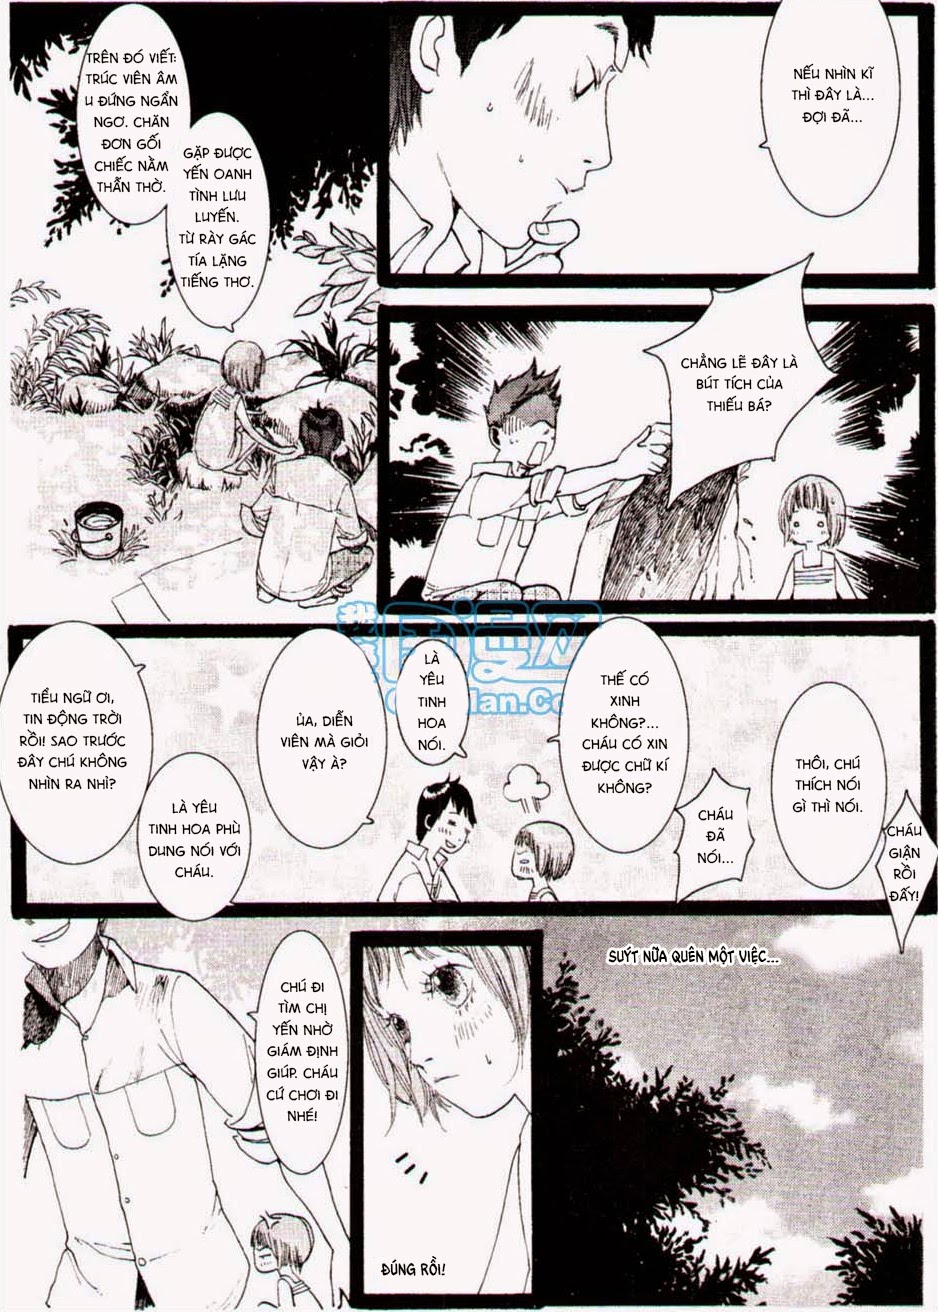 TRÊN ĐÓ VIẾT:
TRÚC VIÊN ÂM
U ĐỨNG NGẨN
NGƠ. CHĂN
ĐƠN GỐI
CHIẾC NẰM
THẪN THỜ.
GẶP ĐƯỢC
YẾN OANH
TÌNH LƯU
LUYẾN.
TỪ RÀY GÁC
TÍA LẶNG
TIẾNG THƠ.
NẾU NHÌN KĨ
THÌ ĐÂY LÀ...
ĐỢI ĐÃ...
CHẲNG LẼ ĐÂY LÀ
BÚT TÍCH CỦA
THIẾU BÁ?
TIỂU NGỮ ƠI,
TIN ĐỘNG TRỜI
RỒI! SAO TRƯỚC
ĐÂY CHÚ KHÔNG
NHÌN RA NHỈ?
LÀ YÊU
TINH HOA PHÙ
DUNG NÓI VỚI
CHÁU.
ỦA, DIỄN
VIÊN MÀ GIỎI
VẬY À?
LÀ
YÊU
TINH
HOA
NÓI.
THẾ CÓ
XINH
KHÔNG?...
CHÁU CÓ XIN
ĐƯỢC CHỮ KÍ
KHÔNG?
CHÁU
ĐÃ
NÓI...
THÔI, CHÚ
THÍCH NÓI
GÌ THÌ NÓI.
CHÁU
GIẬN
RỒI
ĐẤY!
CHÚ ĐI
TÌM CHỊ
YẾN NHỜ
GIÁM ĐỊNH
GIÚP. CHÁU
CỨ CHƠI ĐI
NHÉ!
ĐÚNG RỒI!
SUÝT NỮA QUÊN MỘT VIỆC...